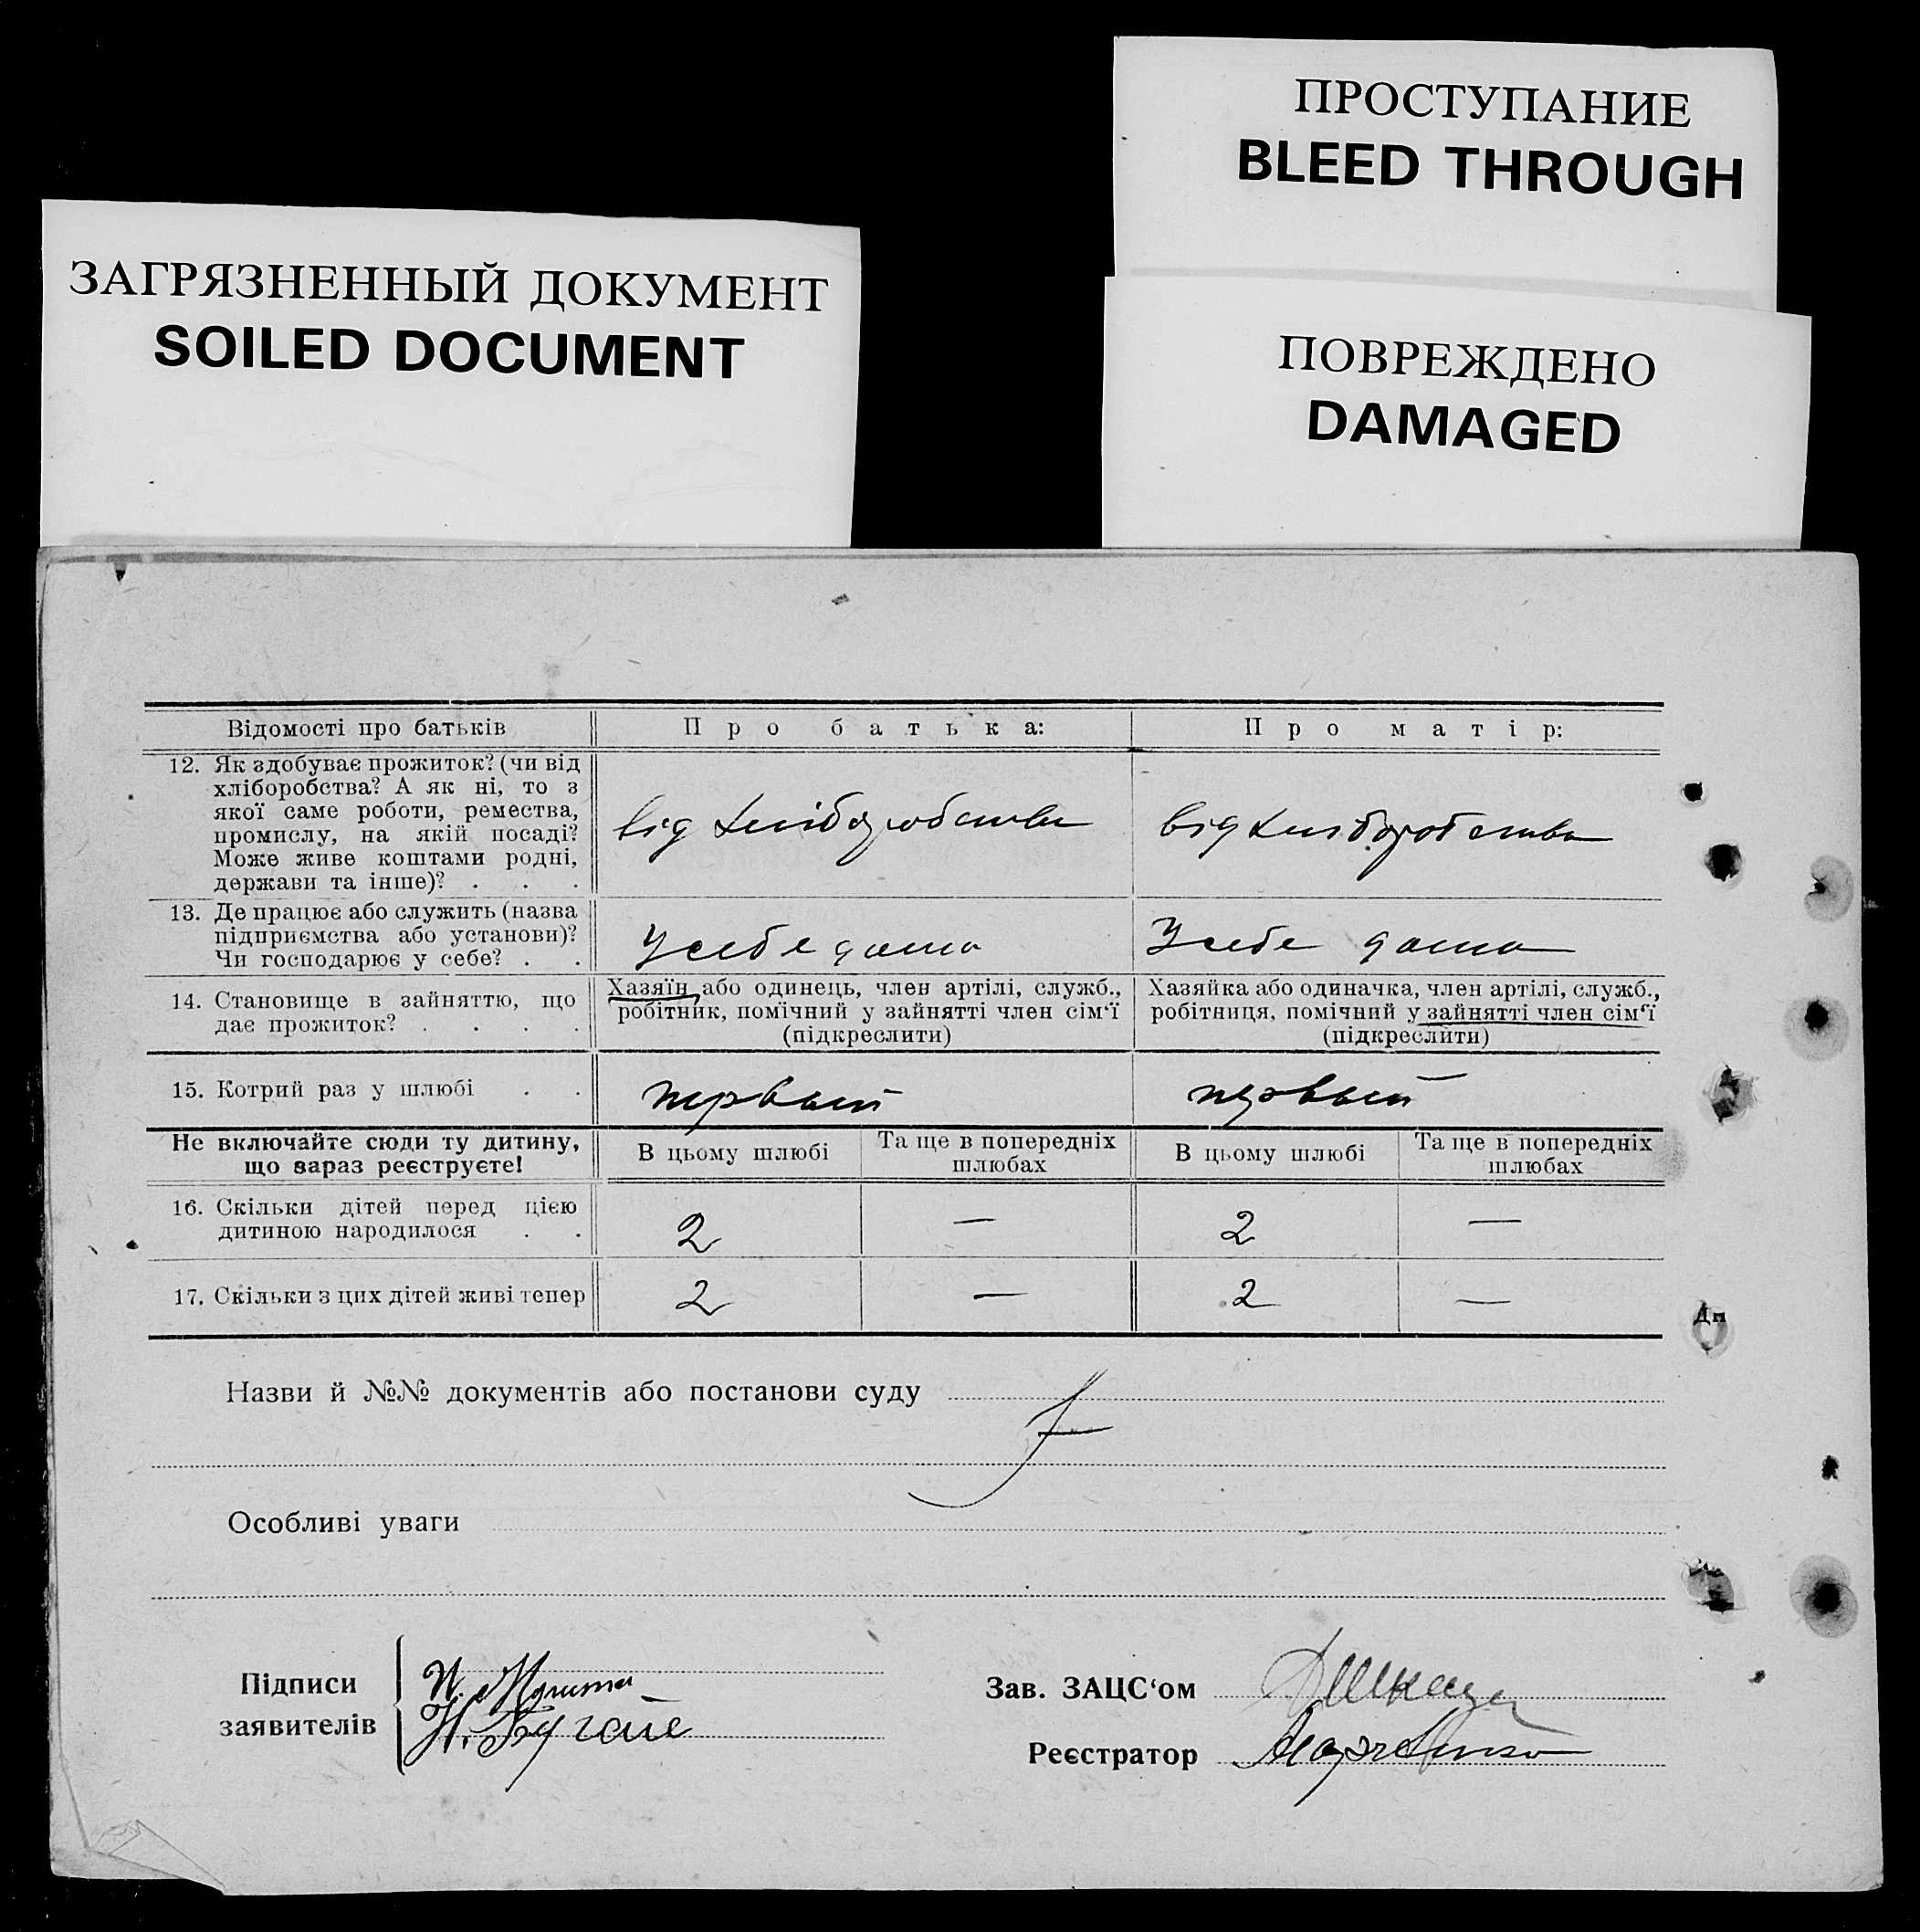 ПРОСТУПАНИЕ
BLEED THROUGH
ЗАГРЯЗНЕННЫЙ ДОКУМЕНТ
SOILED DOCUMENT
ПОВРЕЖДЕНО
DAMAGED
Відомості про батьків Про батька: Про матір:
12. Як здобуває прожиток? (чи від
хліборобства? А як ні, то з
якої саме роботи, ремества,
промислу, на якій посаді?
Може живе коштами родні,
держави та інше)? . . .
від хліборобства від хліборобства
13. Де працює або служить (назва
підприємства або установи)?
Чи господарює у себе? . .
У себе дома У себе дома
14. Становище в зайняттю, що
дає прожиток? . . . .
Хазяїн або одинець, член артілі, служб.,
робітник, помічний у зайнятті член сім‘ї
(підкреслити)
Хазяйка або одиначка, член артілі, служб.,
робітниця, помічний у зайнятті член сім‘ї
(підкреслити)
15. Котрий раз у шлюбі . . первый первый
Не включайте сюди ту дитину,
що зараз реєструєте!
В цьому шлюбі Та ще в попередніх
шлюбах
В цьому шлюбі Та ще в попередніх
шлюбах
16. Скільки дітей перед цією
дитиною народилося . .
2 — 2 —
17. Скільки з цих дітей живі тепер 2 — 2 —
Дп
Назви й №№ документів або постанови суду
Особливі уваги
Підписи
заявителів
Н. Бугаїє
Зав. ЗАЦС‘ом
Реєстратор